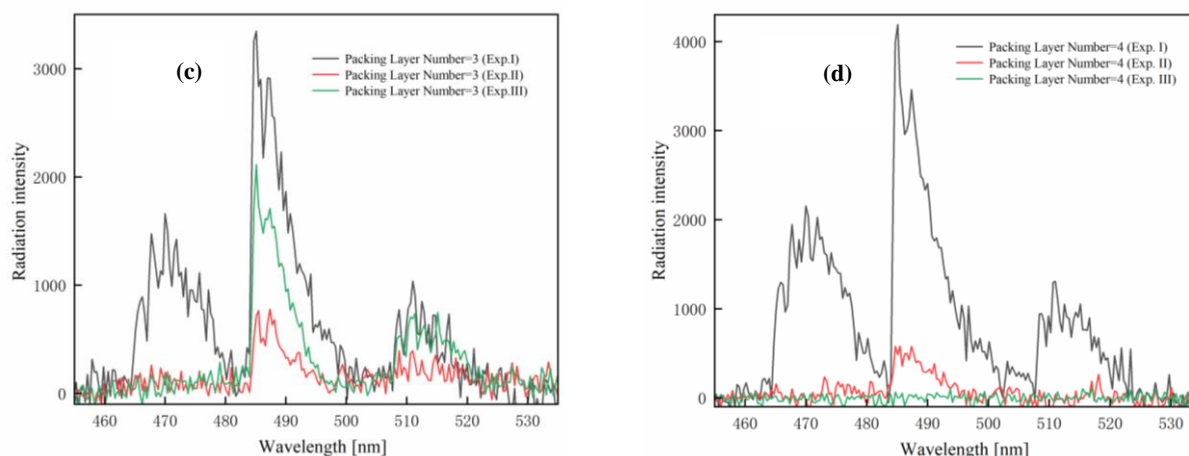 (c)
Packing Layer Number=3 (Exp.I)
Packing Layer Number=3 (Exp.II)
Packing Layer Number=3 (Exp.III)
Radiation intensity
3000
2000
1000
0
460 470 480 490 500 510 520 530
Wavelength [nm]
(d)
Packing Layer Number=4 (Exp. I)
Packing Layer Number=4 (Exp. II)
Packing Layer Number=4 (Exp. III)
Radiation intensity
4000
3000
2000
1000
0
460 470 480 490 500 510 520 530
Wavelength [nm]